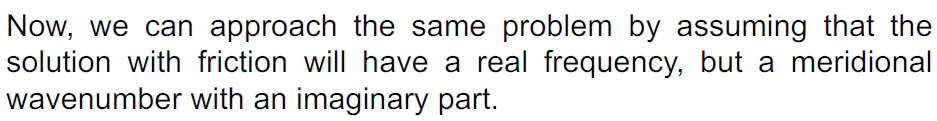 Now, we can approach the same problem by assuming that the
solution with friction will have a real frequency, but a meridional
wavenumber with an imaginary part.